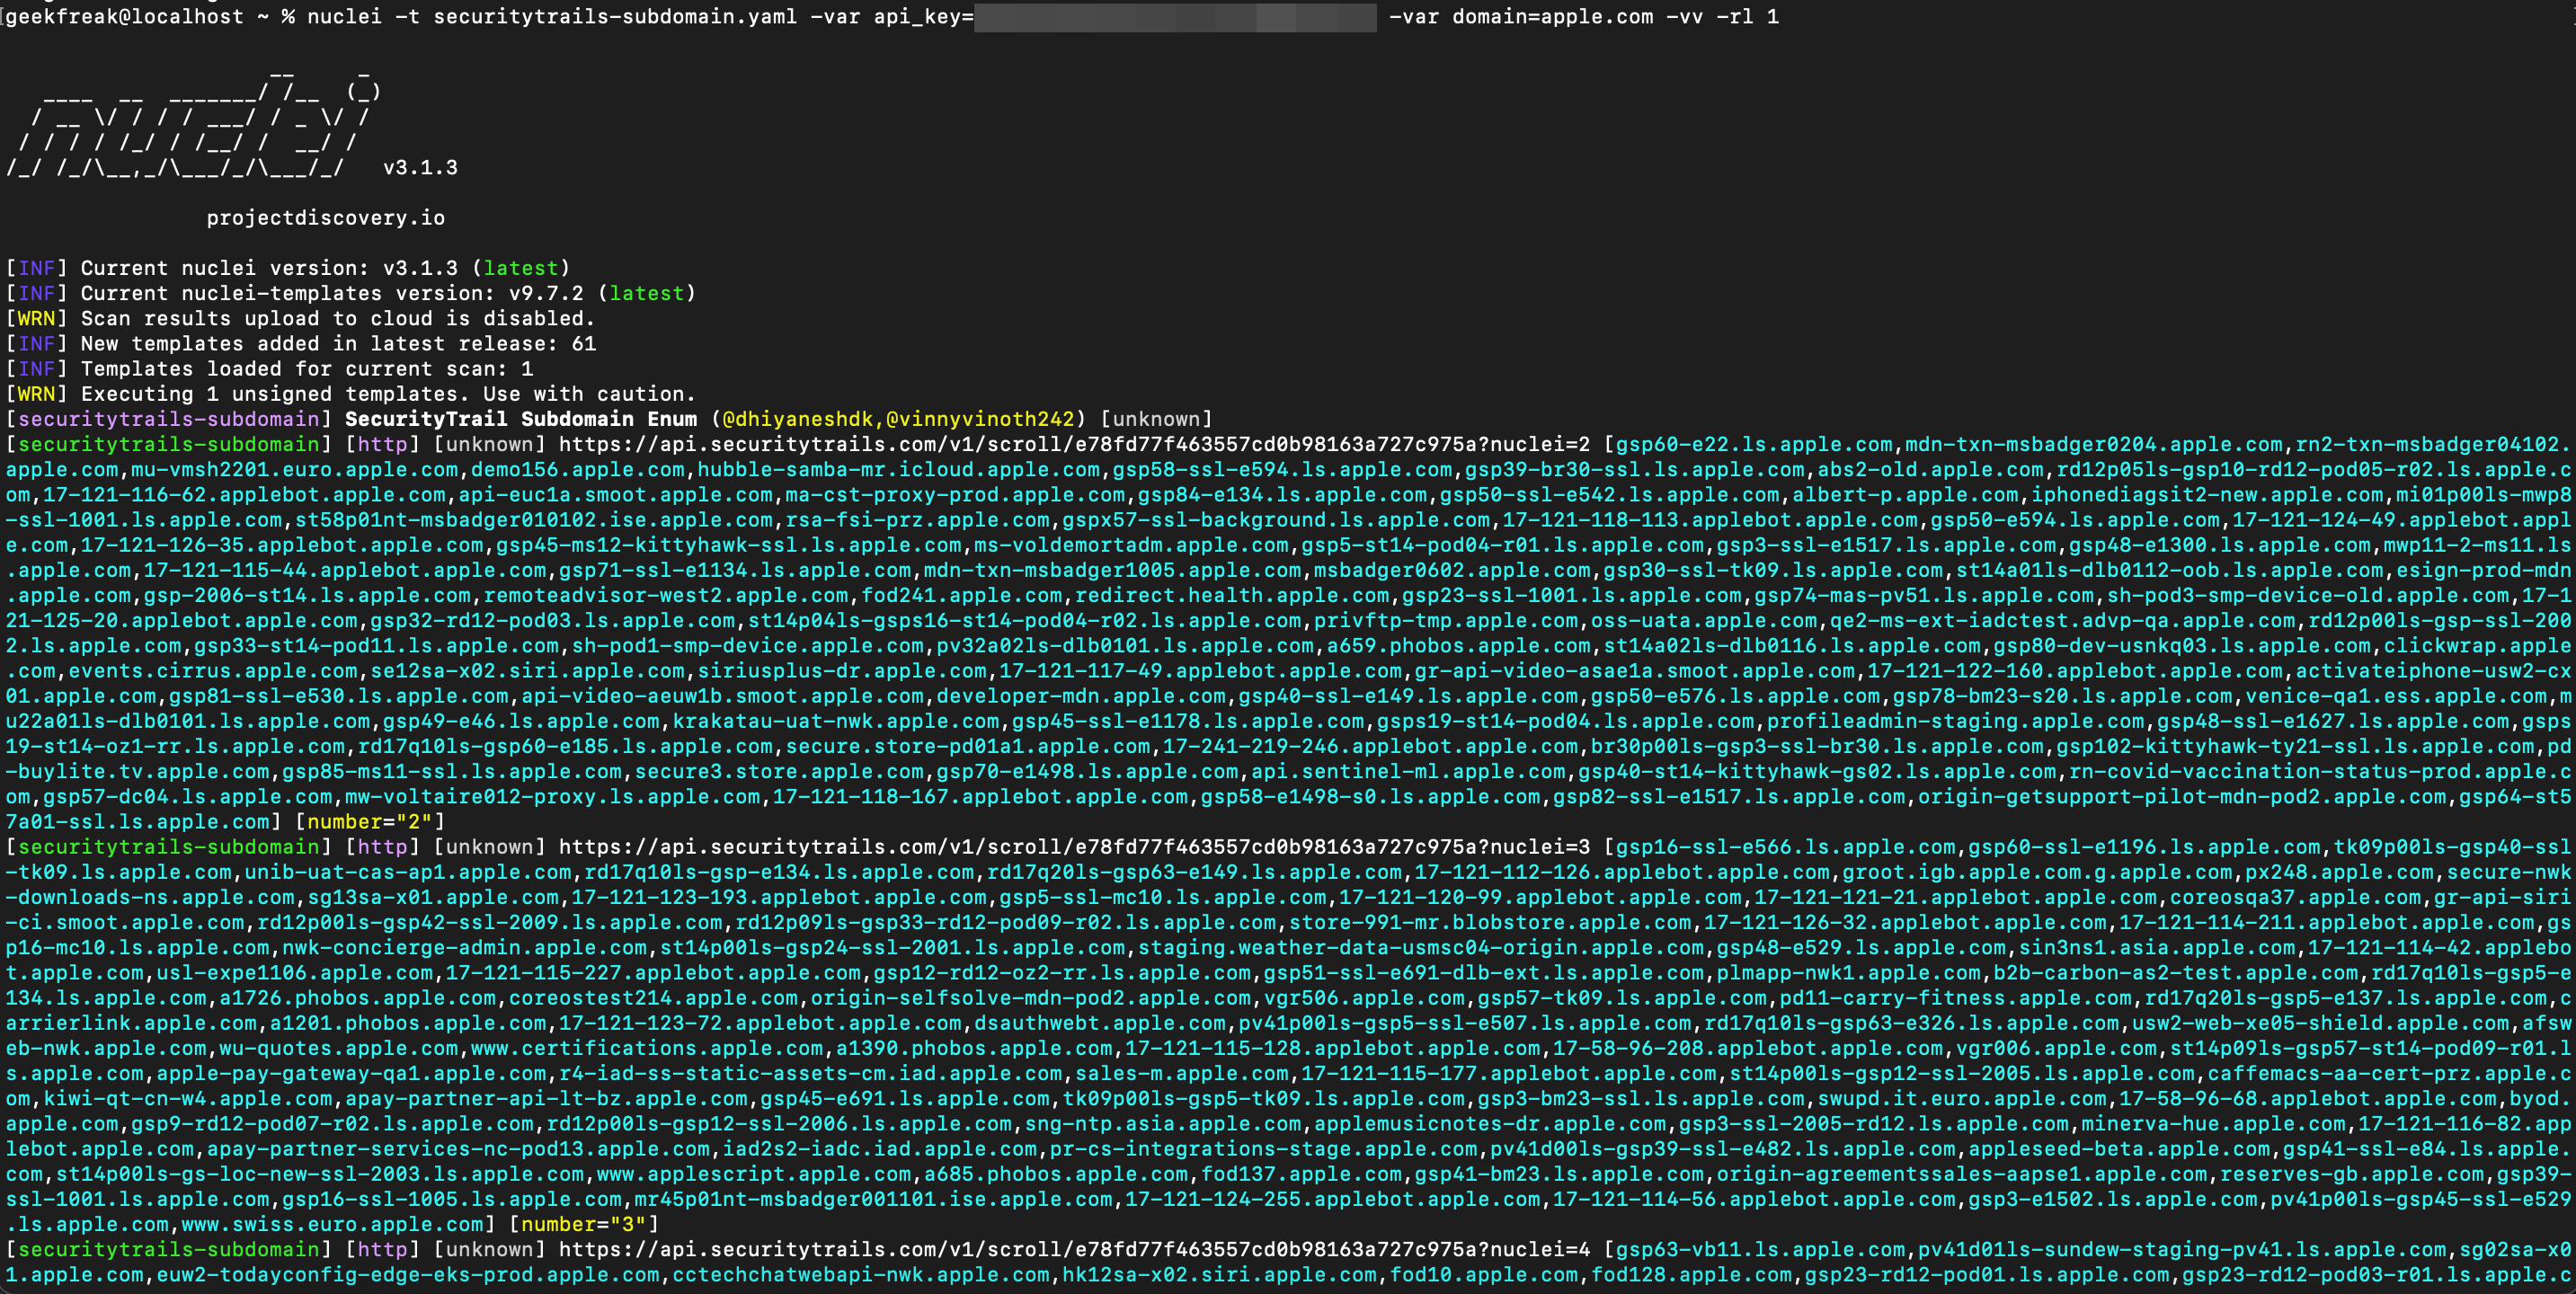 geekfreak@localhost ~ % nuclei -t securitytrails-subdomain.yaml -var api_key= -var domain=apple.com -vv -rl 1
nuclei v3.1.3
projectdiscovery.io
[INF] Current nuclei version: v3.1.3 (latest)
[INF] Current nuclei-templates version: v9.7.2 (latest)
[WRN] Scan results upload to cloud is disabled.
[INF] New templates added in latest release: 61
[INF] Templates loaded for current scan: 1
[WRN] Executing 1 unsigned templates. Use with caution.
[securitytrails-subdomain] SecurityTrail Subdomain Enum (@dhiyaneshdk,@vinnyvinoth242) [unknown]
[securitytrails-subdomain] [http] [unknown] https://api.securitytrails.com/v1/scroll/e78fd77f463557cd0b98163a727c975a?nuclei=2 [gsp60-e22.ls.apple.com,mdn-txn-msbadger0204.apple.com,rn2-txn-msbadger04102.
apple.com,mu-vmsh2201.euro.apple.com,demo156.apple.com,hubble-samba-mr.icloud.apple.com,gsp58-ssl-e594.ls.apple.com,gsp39-br30-ssl.ls.apple.com,abs2-old.apple.com,rd12p05ls-gsp10-rd12-pod05-r02.ls.apple.c
om,17-121-116-62.applebot.apple.com,api-euc1a.smoot.apple.com,ma-cst-proxy-prod.apple.com,gsp84-e134.ls.apple.com,gsp50-ssl-e542.ls.apple.com,albert-p.apple.com,iphonediagsit2-new.apple.com,mi01p00ls-mwp8
-ssl-1001.ls.apple.com,st58p01nt-msbadger010102.ise.apple.com,rsa-fsi-prz.apple.com,gspx57-ssl-background.ls.apple.com,17-121-118-113.applebot.apple.com,gsp50-e594.ls.apple.com,17-121-124-49.applebot.appl
e.com,17-121-126-35.applebot.apple.com,gsp45-ms12-kittyhawk-ssl.ls.apple.com,ms-voldemortadm.apple.com,gsp5-st14-pod04-r01.ls.apple.com,gsp3-ssl-e1517.ls.apple.com,gsp48-e1300.ls.apple.com,mwp11-2-ms11.ls
.apple.com,17-121-115-44.applebot.apple.com,gsp71-ssl-e1134.ls.apple.com,mdn-txn-msbadger1005.apple.com,msbadger0602.apple.com,gsp30-ssl-tk09.ls.apple.com,st14a01ls-dlb0112-oob.ls.apple.com,esign-prod-mdn
.apple.com,gsp-2006-st14.ls.apple.com,remoteadvisor-west2.apple.com,fod241.apple.com,redirect.health.apple.com,gsp23-ssl-1001.ls.apple.com,gsp74-mas-pv51.ls.apple.com,sh-pod3-smp-device-old.apple.com,17-1
21-125-20.applebot.apple.com,gsp32-rd12-pod03.ls.apple.com,st14p04ls-gsps16-st14-pod04-r02.ls.apple.com,privftp-tmp.apple.com,oss-uata.apple.com,qe2-ms-ext-iadctest.advp-qa.apple.com,rd12p00ls-gsp-ssl-200
2.ls.apple.com,gsp33-st14-pod11.ls.apple.com,sh-pod1-smp-device.apple.com,pv32a02ls-dlb0101.ls.apple.com,a659.phobos.apple.com,st14a02ls-dlb0116.ls.apple.com,gsp80-dev-usnkq03.ls.apple.com,clickwrap.apple
.com,events.cirrus.apple.com,se12sa-x02.siri.apple.com,siriusplus-dr.apple.com,17-121-117-49.applebot.apple.com,gr-api-video-asae1a.smoot.apple.com,17-121-122-160.applebot.apple.com,activateiphone-usw2-cx
01.apple.com,gsp81-ssl-e530.ls.apple.com,api-video-aeuw1b.smoot.apple.com,developer-mdn.apple.com,gsp40-ssl-e149.ls.apple.com,gsp50-e576.ls.apple.com,gsp78-bm23-s20.ls.apple.com,venice-qa1.ess.apple.com,m
u22a01ls-dlb0101.ls.apple.com,gsp49-e46.ls.apple.com,krakatau-uat-nwk.apple.com,gsp45-ssl-e1178.ls.apple.com,gsps19-st14-pod04.ls.apple.com,profileadmin-staging.apple.com,gsp48-ssl-e1627.ls.apple.com,gsps
19-st14-oz1-rr.ls.apple.com,rd17q10ls-gsp60-e185.ls.apple.com,secure.store-pd01a1.apple.com,17-241-219-246.applebot.apple.com,br30p00ls-gsp3-ssl-br30.ls.apple.com,gsp102-kittyhawk-ty21-ssl.ls.apple.com,pd
-buylite.tv.apple.com,gsp85-ms11-ssl.ls.apple.com,secure3.store.apple.com,gsp70-e1498.ls.apple.com,api.sentinel-ml.apple.com,gsp40-st14-kittyhawk-gs02.ls.apple.com,rn-covid-vaccination-status-prod.apple.c
om,gsp57-dc04.ls.apple.com,mw-voltaire012-proxy.ls.apple.com,17-121-118-167.applebot.apple.com,gsp58-e1498-s0.ls.apple.com,gsp82-ssl-e1517.ls.apple.com,origin-getsupport-pilot-mdn-pod2.apple.com,gsp64-st5
7a01-ssl.ls.apple.com] [number="2"]
[securitytrails-subdomain] [http] [unknown] https://api.securitytrails.com/v1/scroll/e78fd77f463557cd0b98163a727c975a?nuclei=3 [gsp16-ssl-e566.ls.apple.com,gsp60-ssl-e1196.ls.apple.com,tk09p00ls-gsp40-ssl
-tk09.ls.apple.com,unib-uat-cas-ap1.apple.com,rd17q10ls-gsp-e134.ls.apple.com,rd17q20ls-gsp63-e149.ls.apple.com,17-121-112-126.applebot.apple.com,groot.igb.apple.com.g.apple.com,px248.apple.com,secure-nwk
-downloads-ns.apple.com,sg13sa-x01.apple.com,17-121-123-193.applebot.apple.com,gsp5-ssl-mc10.ls.apple.com,17-121-120-99.applebot.apple.com,17-121-121-21.applebot.apple.com,coreosqa37.apple.com,gr-api-siri
-ci.smoot.apple.com,rd12p00ls-gsp42-ssl-2009.ls.apple.com,rd12p09ls-gsp33-rd12-pod09-r02.ls.apple.com,store-991-mr.blobstore.apple.com,17-121-126-32.applebot.apple.com,17-121-114-211.applebot.apple.com,gs
p16-mc10.ls.apple.com,nwk-concierge-admin.apple.com,st14p00ls-gsp24-ssl-2001.ls.apple.com,staging.weather-data-usmsc04-origin.apple.com,gsp48-e529.ls.apple.com,sin3ns1.asia.apple.com,17-121-114-42.applebo
t.apple.com,usl-expe1106.apple.com,17-121-115-227.applebot.apple.com,gsp12-rd12-oz2-rr.ls.apple.com,gsp51-ssl-e691-dlb-ext.ls.apple.com,plmapp-nwk1.apple.com,b2b-carbon-as2-test.apple.com,rd17q10ls-gsp5-e
134.ls.apple.com,a1726.phobos.apple.com,coreostest214.apple.com,origin-selfsolve-mdn-pod2.apple.com,vgr506.apple.com,gsp57-tk09.ls.apple.com,pd11-carry-fitness.apple.com,rd17q20ls-gsp5-e137.ls.apple.com,c
arrierlink.apple.com,a1201.phobos.apple.com,17-121-123-72.applebot.apple.com,dsauthwebt.apple.com,pv41p00ls-gsp5-ssl-e507.ls.apple.com,rd17q10ls-gsp63-e326.ls.apple.com,usw2-web-xe05-shield.apple.com,afsw
eb-nwk.apple.com,wu-quotes.apple.com,www.certifications.apple.com,a1390.phobos.apple.com,17-121-115-128.applebot.apple.com,17-58-96-208.applebot.apple.com,vgr006.apple.com,st14p09ls-gsp57-st14-pod09-r01.l
s.apple.com,apple-pay-gateway-qa1.apple.com,r4-iad-ss-static-assets-cm.iad.apple.com,sales-m.apple.com,17-121-115-177.applebot.apple.com,st14p00ls-gsp12-ssl-2005.ls.apple.com,caffemacs-aa-cert-prz.apple.c
om,kiwi-qt-cn-w4.apple.com,apay-partner-api-lt-bz.apple.com,gsp45-e691.ls.apple.com,tk09p00ls-gsp5-tk09.ls.apple.com,gsp3-bm23-ssl.ls.apple.com,swupd.it.euro.apple.com,17-58-96-68.applebot.apple.com,byod.
apple.com,gsp9-rd12-pod07-r02.ls.apple.com,rd12p00ls-gsp12-ssl-2006.ls.apple.com,sng-ntp.asia.apple.com,applemusicnotes-dr.apple.com,gsp3-ssl-2005-rd12.ls.apple.com,minerva-hue.apple.com,17-121-116-82.app
lebot.apple.com,apay-partner-services-nc-pod13.apple.com,iad2s2-iadc.iad.apple.com,pr-cs-integrations-stage.apple.com,pv41d00ls-gsp39-ssl-e482.ls.apple.com,appleseed-beta.apple.com,gsp41-ssl-e84.ls.apple.
com,st14p00ls-gs-loc-new-ssl-2003.ls.apple.com,www.applescript.apple.com,a685.phobos.apple.com,fod137.apple.com,gsp41-bm23.ls.apple.com,origin-agreementssales-aapse1.apple.com,reserves-gb.apple.com,gsp39-
ssl-1001.ls.apple.com,gsp16-ssl-1005.ls.apple.com,mr45p01nt-msbadger001101.ise.apple.com,17-121-124-255.applebot.apple.com,17-121-114-56.applebot.apple.com,gsp3-e1502.ls.apple.com,pv41p00ls-gsp45-ssl-e529
.ls.apple.com,www.swiss.euro.apple.com] [number="3"]
[securitytrails-subdomain] [http] [unknown] https://api.securitytrails.com/v1/scroll/e78fd77f463557cd0b98163a727c975a?nuclei=4 [gsp63-vb11.ls.apple.com,pv41d01ls-sundew-staging-pv41.ls.apple.com,sg02sa-x0
1.apple.com,euw2-todayconfig-edge-eks-prod.apple.com,cctechchatwebapi-nwk.apple.com,hk12sa-x02.siri.apple.com,fod10.apple.com,fod128.apple.com,gsp23-rd12-pod01.ls.apple.com,gsp23-rd12-pod03-r01.ls.apple.c